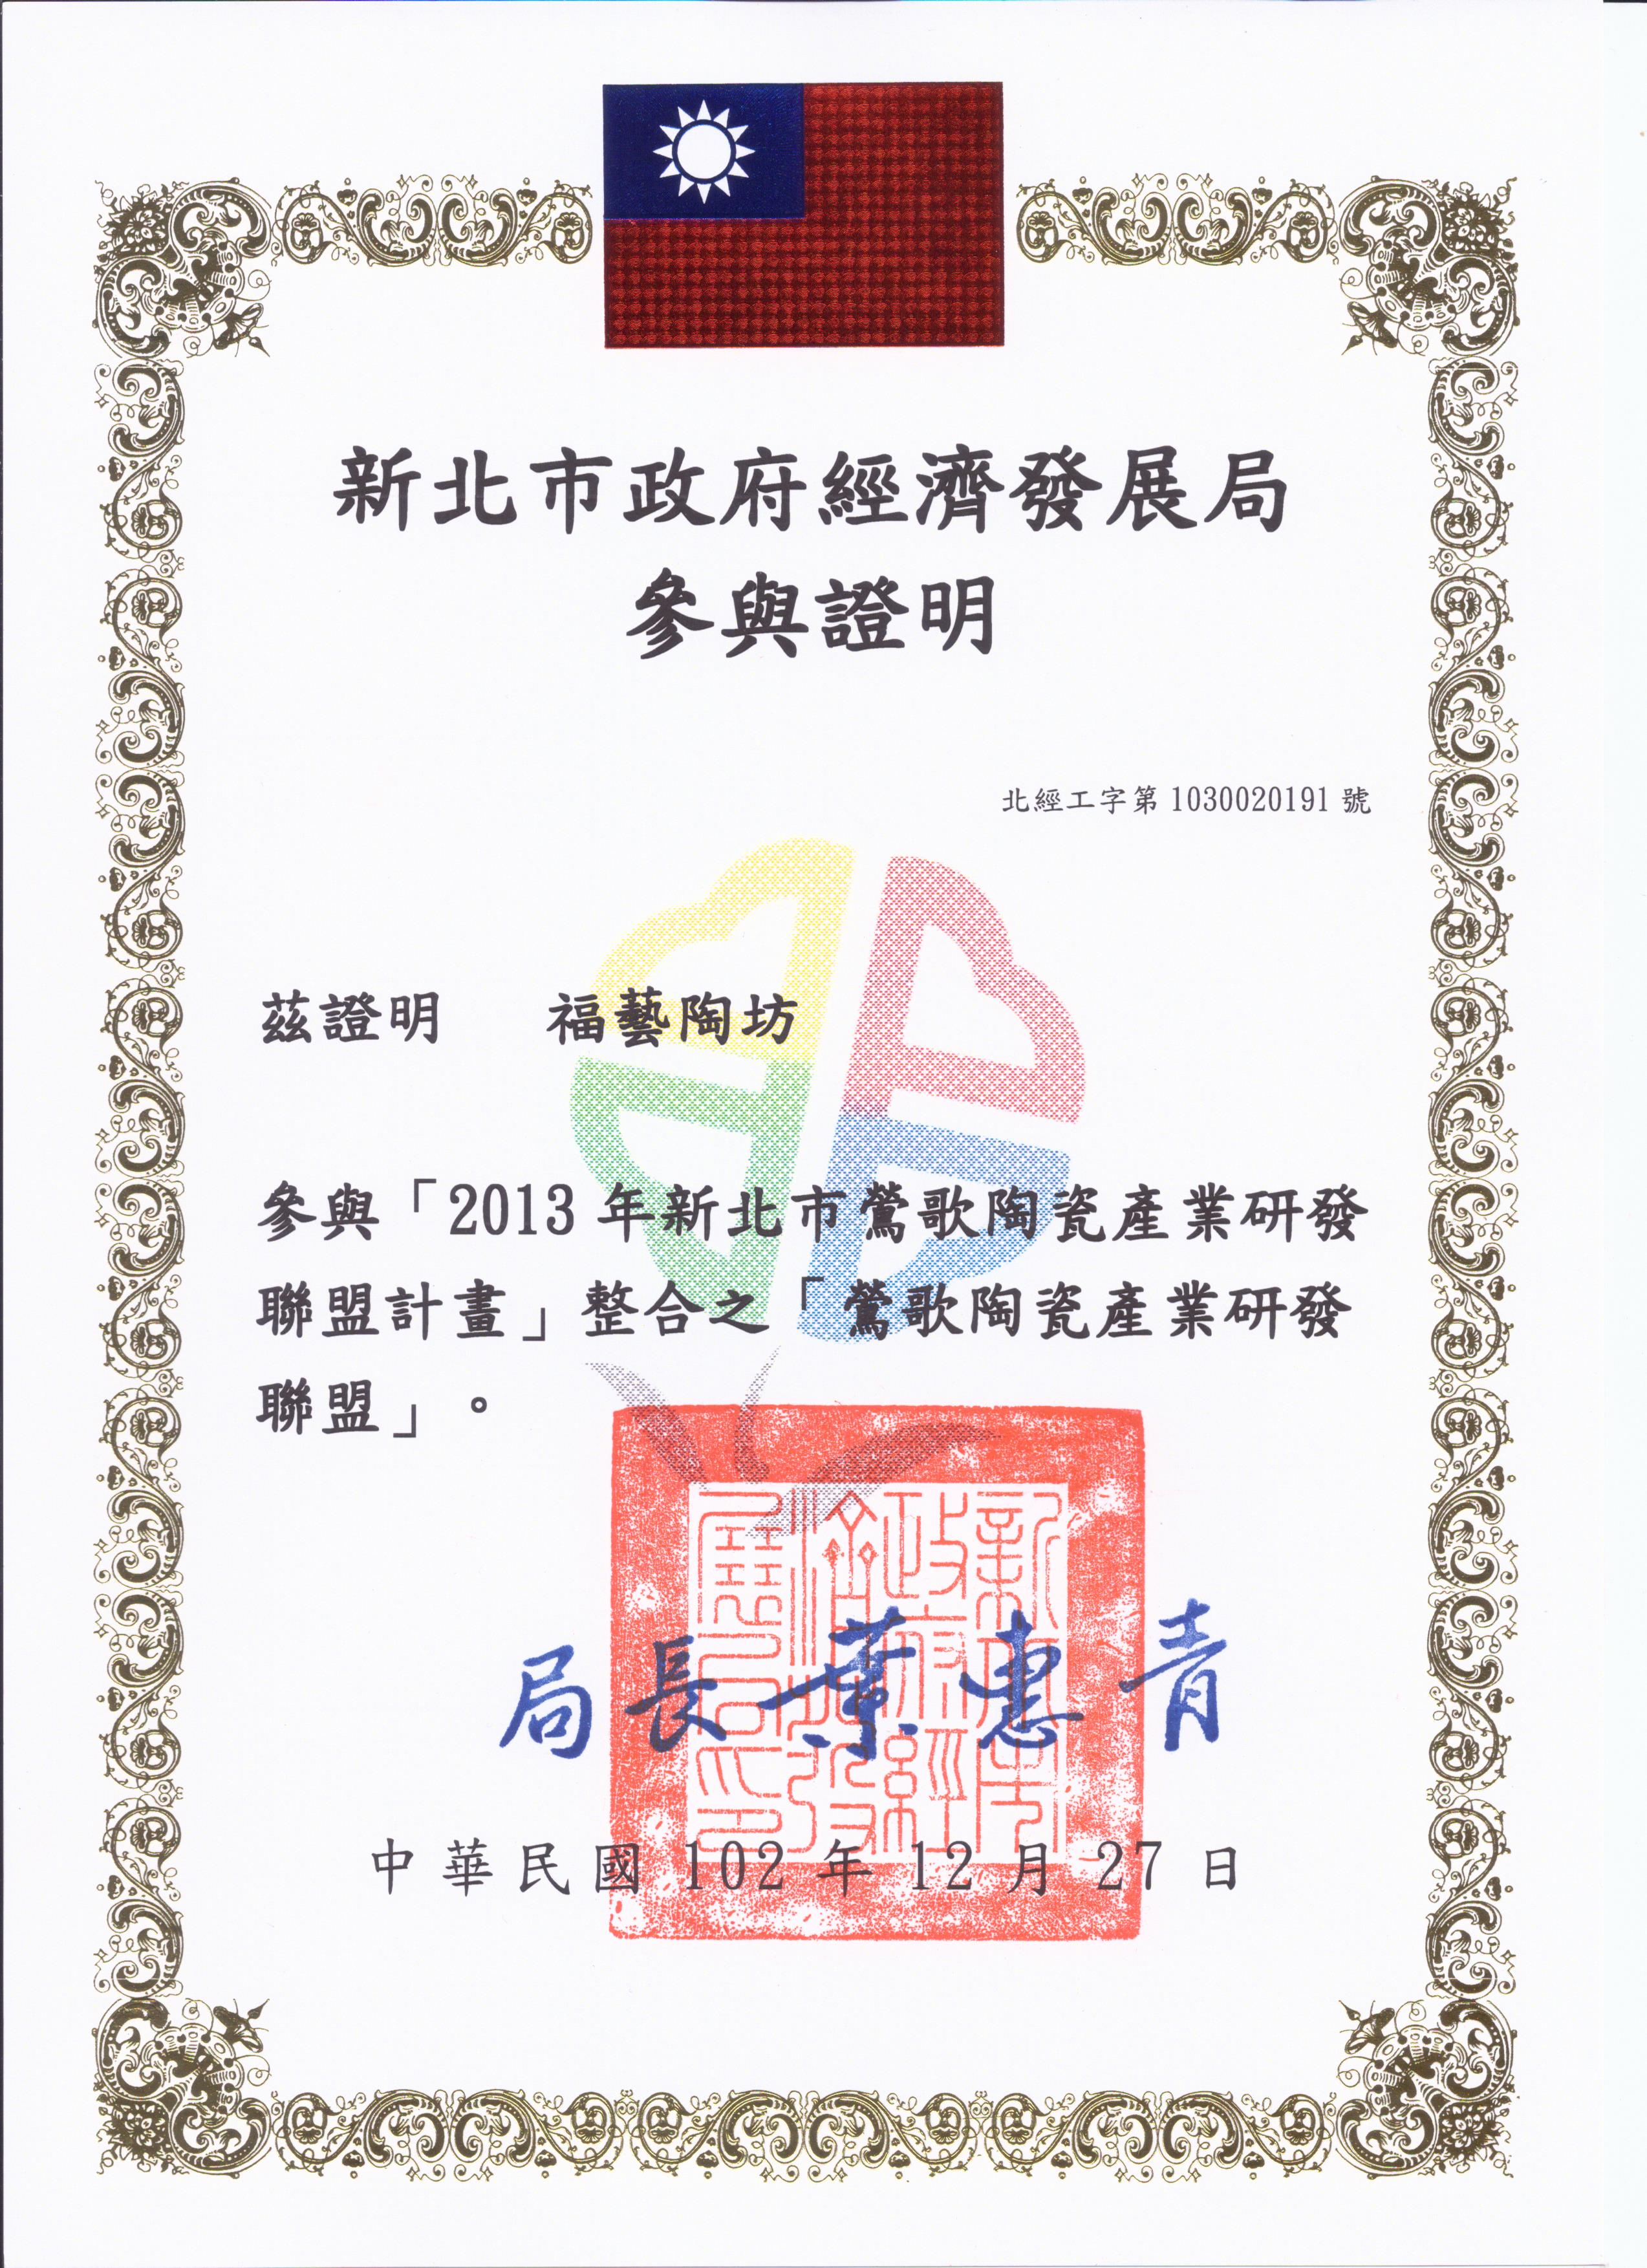 新北市政府經濟發展局
參與證明
北經工字第 1030020191 號
茲證明 福藝陶坊
參與「2013 年新北市鶯歌陶瓷產業研發
聯盟計畫」整合之「鶯歌陶瓷產業研發
聯盟」。
新北市政府經濟發展局印
局長 葉惠青
中華民國 102 年 12 月 27 日